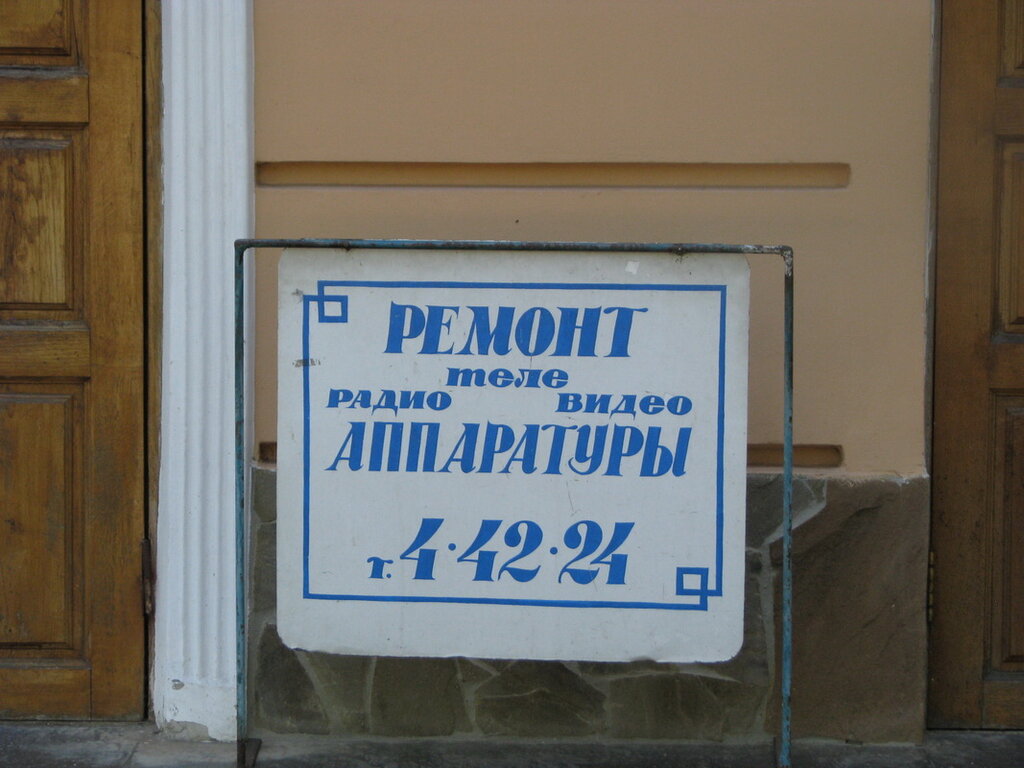 РЕМОНТ
теле
РАДИО ВИДЕО
АППАРАТУРЫ
т. 4·42·24